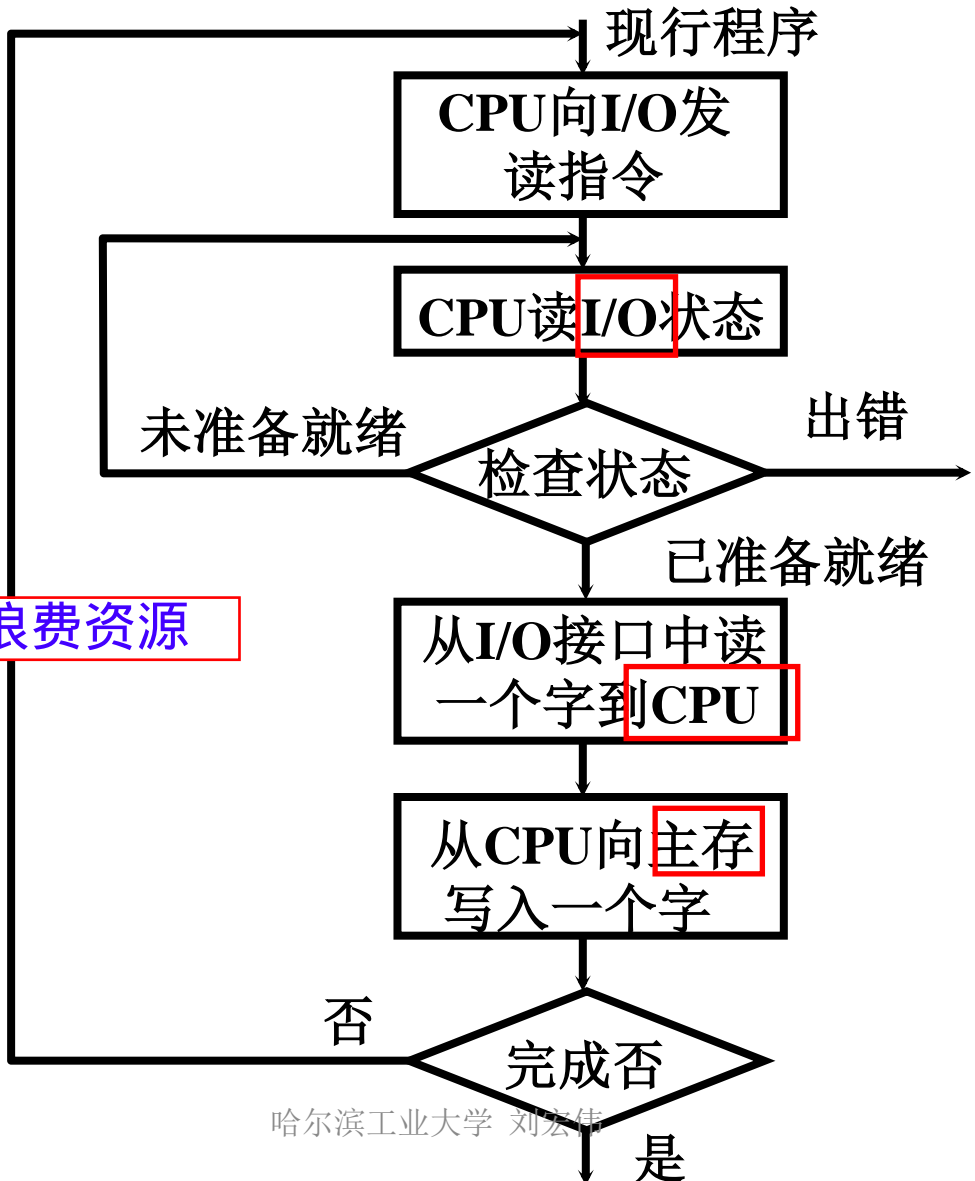 现行程序
CPU向I/O发
读指令
CPU读I/O状态
未准备就绪
出错
检查状态
已准备就绪
浪费资源
从I/O接口中读
一个字到CPU
从CPU向主存
写入一个字
否
完成否
哈尔滨工业大学 刘宏伟
是